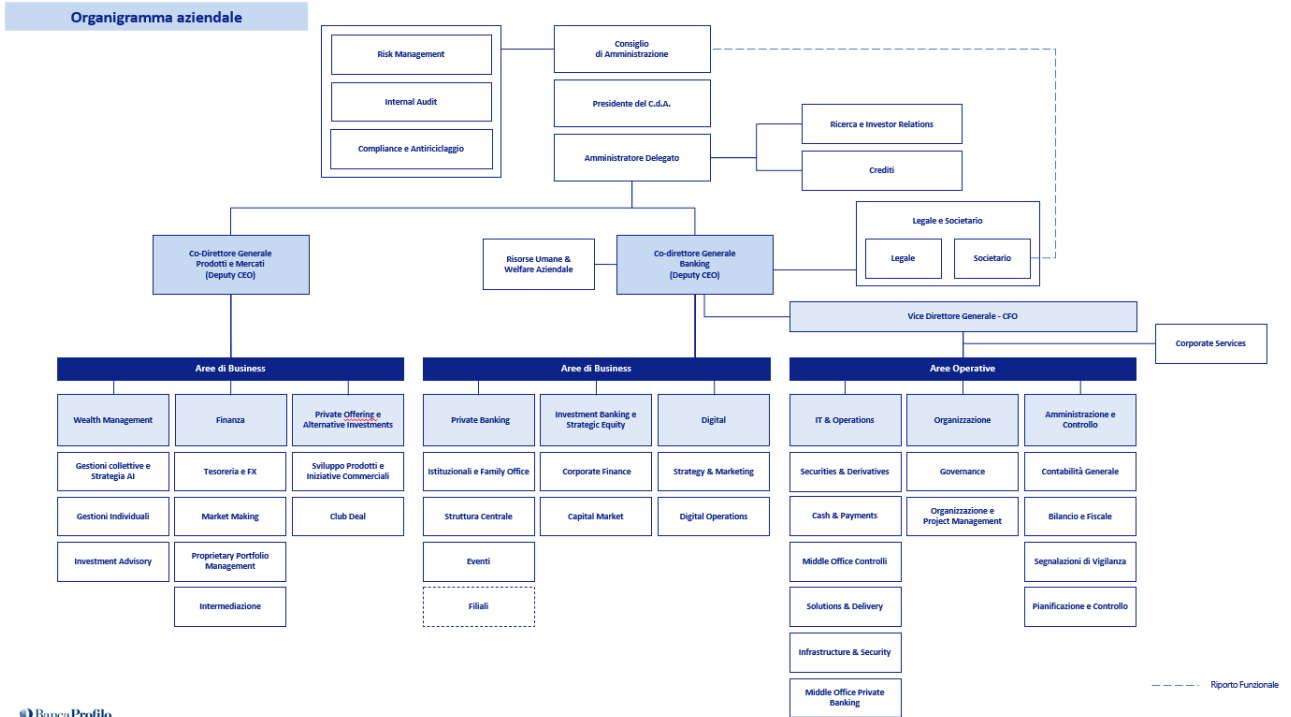 Organigramma aziendale
Risk Management
Internal Audit
Compliance e Antiriciclaggio
Consiglio
di Amministrazione
Presidente del C.d.A.
Amministratore Delegato
Ricerca e Investor Relations
Crediti
Legale e Societario
Legale
Societario
Co-Direttore Generale
Prodotti e Mercati
(Deputy CEO)
Risorse Umane &
Welfare Aziendale
Co-direttore Generale
Banking
(Deputy CEO)
Vice Direttore Generale - CFO
Corporate Services
Aree di Business
Wealth Management
Gestioni collettive e
Strategia AI
Gestioni Individuali
Investment Advisory
Finanza
Tesoreria e FX
Market Making
Proprietary Portfolio
Management
Intermediazione
Private Offering e
Alternative Investments
Sviluppo Prodotti e
Iniziative Commerciali
Club Deal
Aree di Business
Private Banking
Istituzionali e Family Office
Struttura Centrale
Eventi
Filiali
Investment Banking e
Strategic Equity
Corporate Finance
Capital Market
Digital
Strategy & Marketing
Digital Operations
Aree Operative
IT & Operations
Securities & Derivatives
Cash & Payments
Middle Office Controlli
Solutions & Delivery
Infrastructure & Security
Middle Office Private
Banking
Organizzazione
Governance
Organizzazione e
Project Management
Amministrazione e
Controllo
Contabilità Generale
Bilancio e Fiscale
Segnalazioni di Vigilanza
Pianificazione e Controllo
Riporto Funzionale
Banca Profilo